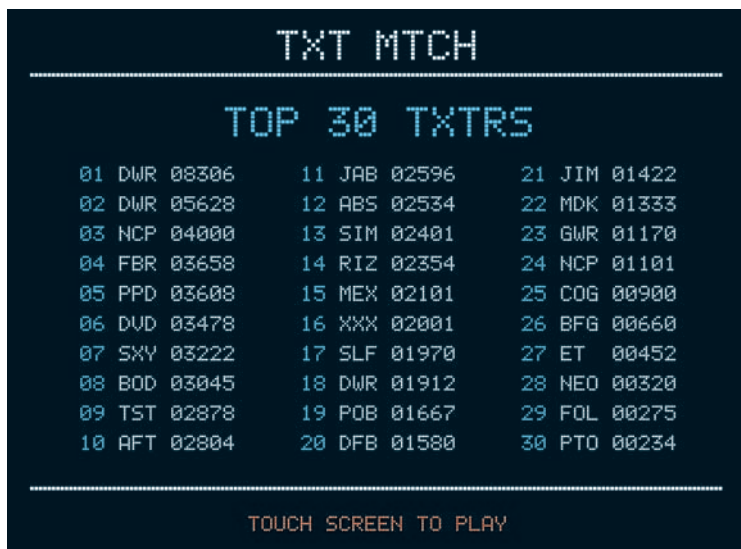 TXT MTCH
TOP 30 TXTRS
01 DWR 08306 11 JAB 02596 21 JIM 01422
02 DWR 05628 12 ABS 02534 22 MDK 01333
03 NCP 04000 13 SIM 02401 23 GWR 01170
04 FBR 03658 14 RIZ 02354 24 NCP 01101
05 PPD 03608 15 MEX 02101 25 COG 00900
06 DVD 03478 16 XXX 02001 26 BFG 00660
07 SXY 03222 17 SLF 01970 27 ET 00452
08 BOD 03045 18 DWR 01912 28 NEO 00320
09 TST 02878 19 POB 01667 29 FOL 00275
10 AFT 02804 20 DFB 01580 30 PTO 00234
TOUCH SCREEN TO PLAY